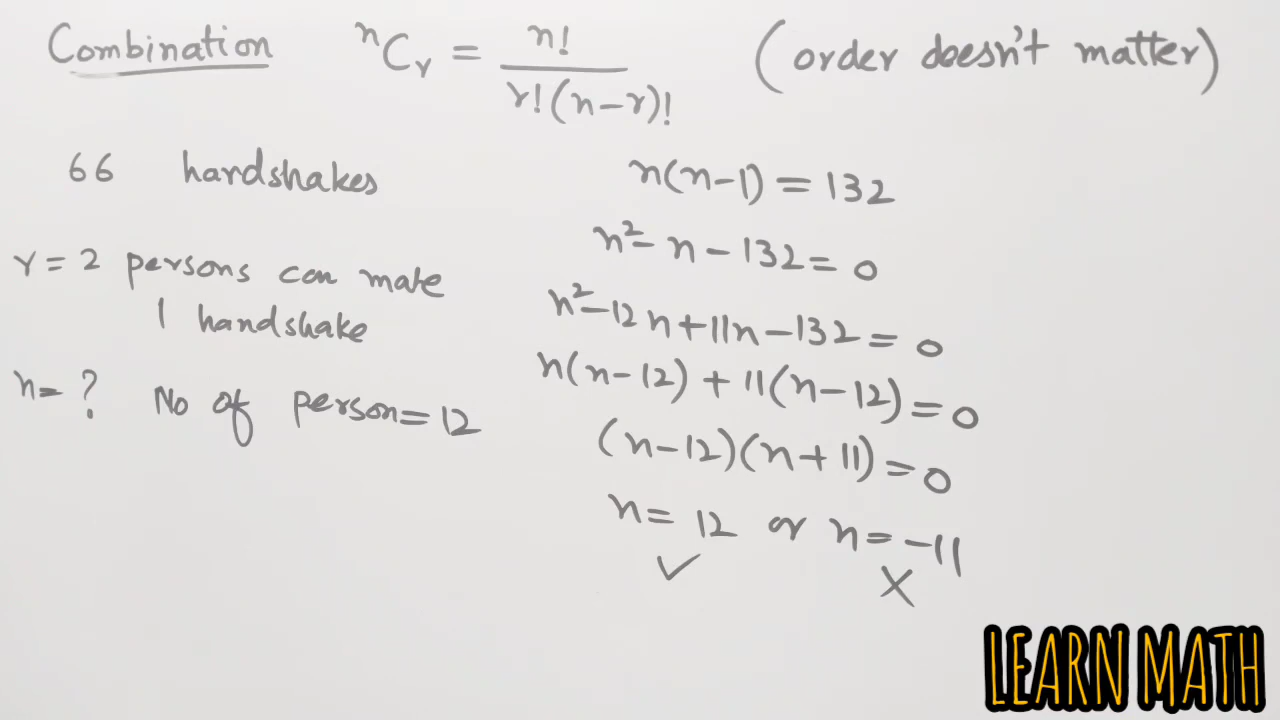 Combination ⁿCᵣ = n! / r!(n-r)! (order doesn't matter)
66 handshakes
r = 2 persons can make
1 handshake
n = ? No of person = 12
n(n-1) = 132
n² - n - 132 = 0
n² - 12n + 11n - 132 = 0
n(n-12) + 11(n-12) = 0
(n-12)(n+11) = 0
n = 12 or n = -11
✓ X
LEARN MATH